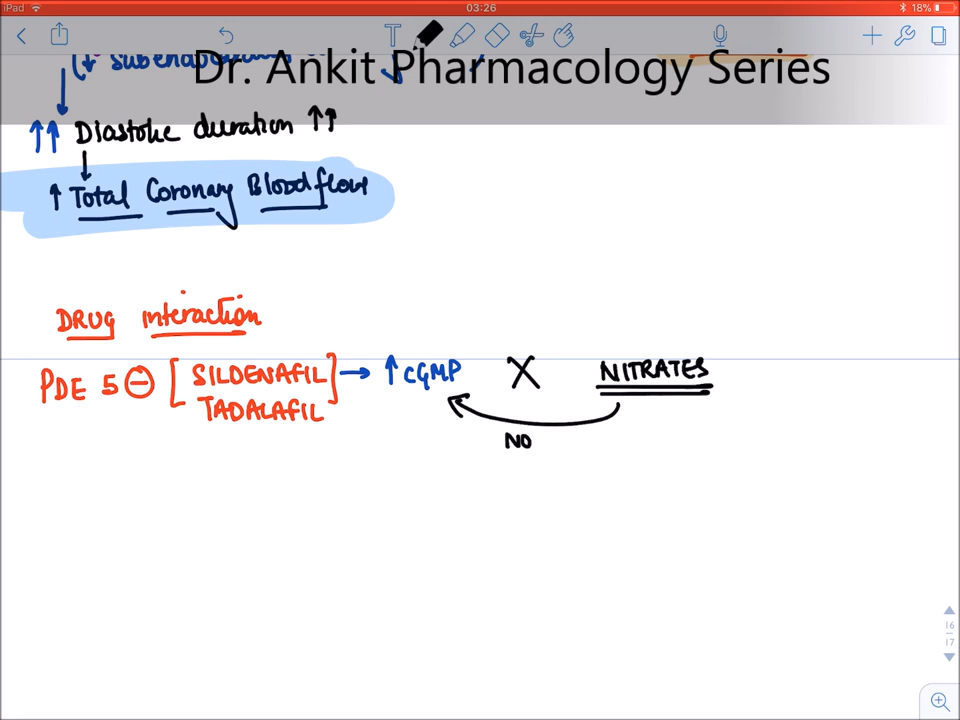 iPad 03:26 18%
Dr. Ankit Pharmacology Series
↑↑ Diastolic duration ↑↑
↑ Total Coronary Bloodflow
DRUG interaction
PDE 5 ⊖ [ SILDENAFIL ] → ↑ cGMP X NITRATES
TADALAFIL
NO
16
17